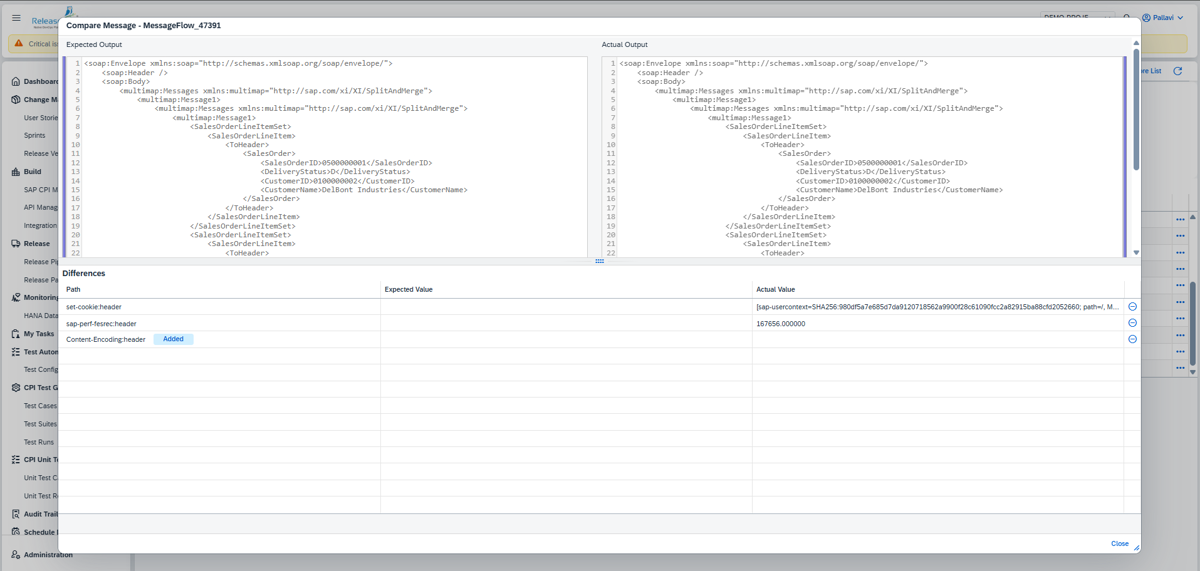 Compare Message - MessageFlow_47391
Expected Output
1 <soap:Envelope xmlns:soap="http://schemas.xmlsoap.org/soap/envelope/">
2 <soap:Header />
3 <soap:Body>
4 <multimap:Messages xmlns:multimap="http://sap.com/xi/XI/SplitAndMerge">
5 <multimap:Message1>
6 <multimap:Messages xmlns:multimap="http://sap.com/xi/XI/SplitAndMerge">
7 <multimap:Message1>
8 <SalesOrderLineItemSet>
9 <SalesOrderLineItem>
10 <ToHeader>
11 <SalesOrder>
12 <SalesOrderID>0500000001</SalesOrderID>
13 <DeliveryStatus>D</DeliveryStatus>
14 <CustomerID>0100000002</CustomerID>
15 <CustomerName>DelBont Industries</CustomerName>
16 </SalesOrder>
17 </ToHeader>
18 </SalesOrderLineItem>
19 </SalesOrderLineItemSet>
20 <SalesOrderLineItemSet>
21 <SalesOrderLineItem>
22 <ToHeader>
Actual Output
1 <soap:Envelope xmlns:soap="http://schemas.xmlsoap.org/soap/envelope/">
2 <soap:Header />
3 <soap:Body>
4 <multimap:Messages xmlns:multimap="http://sap.com/xi/XI/SplitAndMerge">
5 <multimap:Message1>
6 <multimap:Messages xmlns:multimap="http://sap.com/xi/XI/SplitAndMerge">
7 <multimap:Message1>
8 <SalesOrderLineItemSet>
9 <SalesOrderLineItem>
10 <ToHeader>
11 <SalesOrder>
12 <SalesOrderID>0500000001</SalesOrderID>
13 <DeliveryStatus>D</DeliveryStatus>
14 <CustomerID>0100000002</CustomerID>
15 <CustomerName>DelBont Industries</CustomerName>
16 </SalesOrder>
17 </ToHeader>
18 </SalesOrderLineItem>
19 </SalesOrderLineItemSet>
20 <SalesOrderLineItemSet>
21 <SalesOrderLineItem>
22 <ToHeader>
Differences
Path Expected Value Actual Value
set-cookie:header [sap-usercontext=SHA256:980df5a7e685d7da9120718562a9900f28c61090fcc2a82915ba88cfd2052660; path=/, M...
sap-perf-fesrec:header 167656.000000
Content-Encoding:header Added
Close
Releas
Critical is
Pallavi
re List
Dashboar
Change M
User Storie
Sprints
Release Ve
Build
SAP CPI M
API Manag
Integration
Release
Release Pi
Release Pa
Monitorin
HANA Data
My Tasks
Test Auton
Test Config
CPI Test G
Test Cases
Test Suites
Test Runs
CPI Unit T
Unit Test C
Unit Test R
Audit Trail
Schedule
Administration